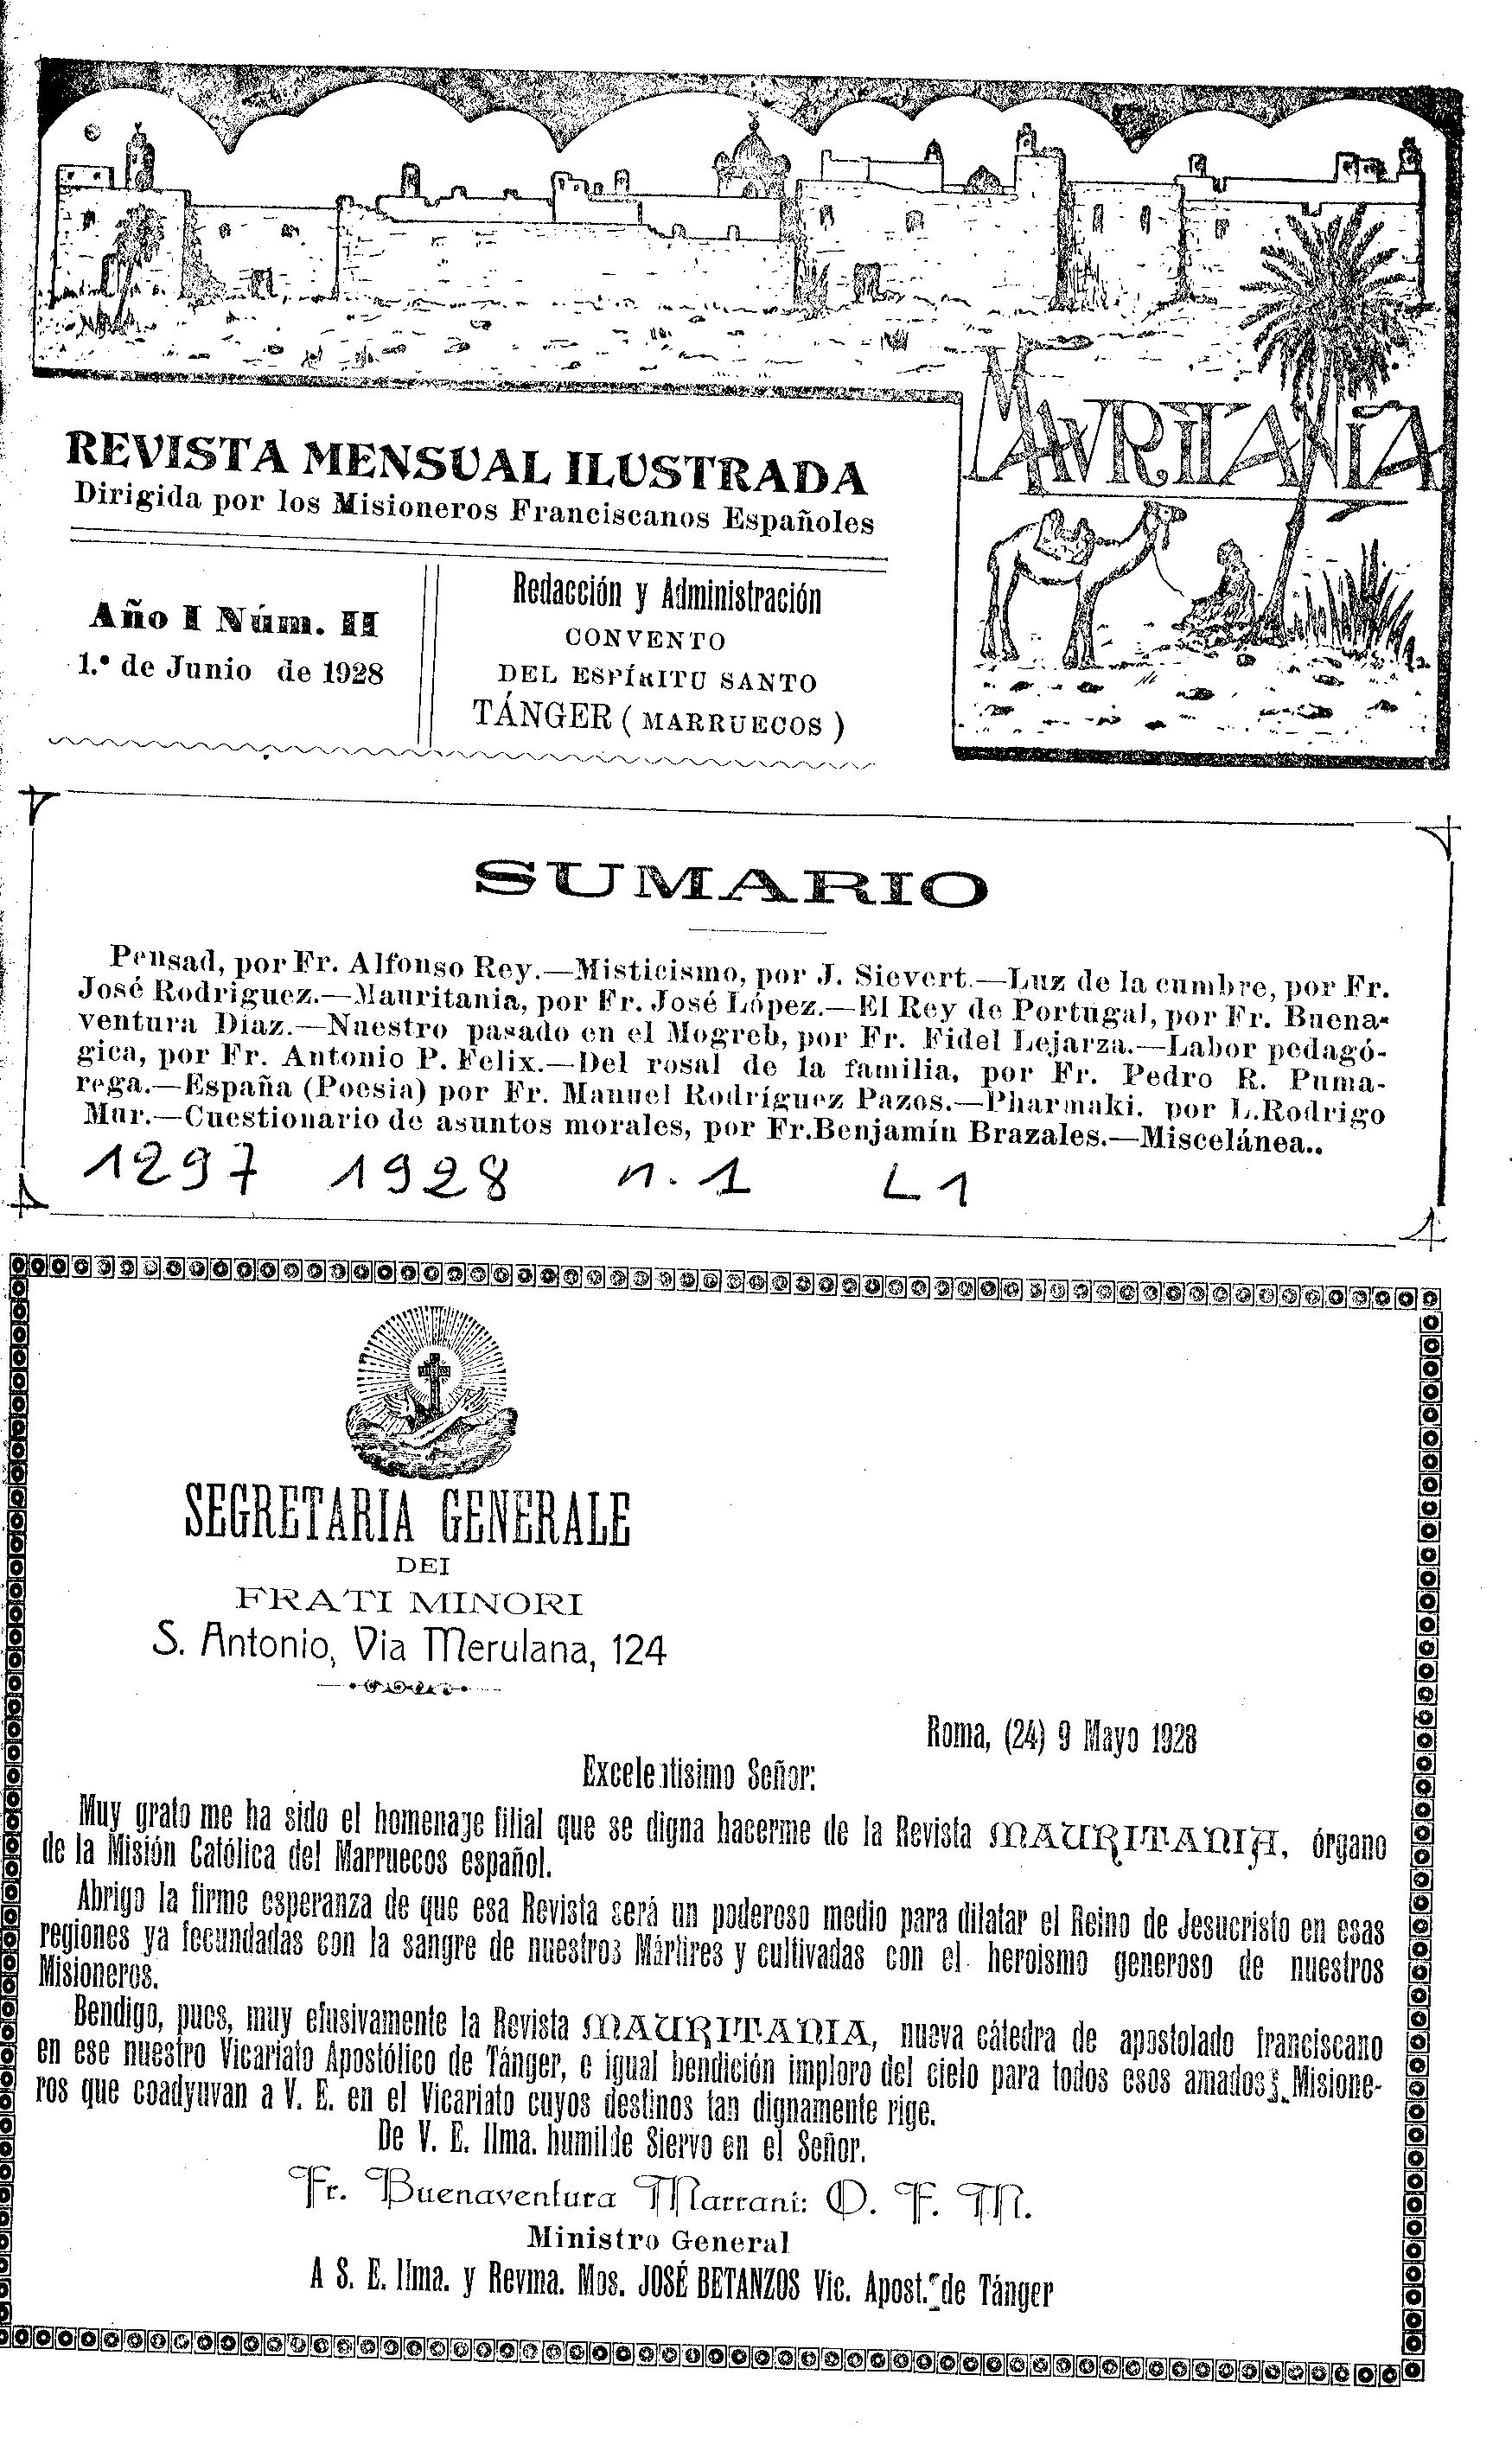 MAVRITANIA
REVISTA MENSUAL ILUSTRADA
Dirigida por los Misioneros Franciscanos Españoles
Año I Núm. II
1.º de Junio de 1928
Redacción y Administración
CONVENTO
DEL ESPÍRITU SANTO
TÁNGER ( MARRUECOS )
SUMARIO
Pensad, por Fr. Alfonso Rey.—Misticismo, por J. Sievert.—Luz de la cumbre, por Fr.
José Rodriguez.—Mauritania, por Fr. José López.—El Rey de Portugal, por Fr. Buena-
ventura Diaz.—Nuestro pasado en el Mogreb, por Fr. Fidel Lejarza.—Labor pedagó-
gica, por Fr. Antonio P. Felix.—Del rosal de la familia, por Fr. Pedro R. Puma-
rega.—España (Poesia) por Fr. Manuel Rodríguez Pazos.—Pharmaki. por L.Rodrigo
Mur.—Cuestionario de asuntos morales, por Fr.Benjamín Brazales.—Miscelánea..
1297 1928 n.1 L1
SEGRETARIA GENERALE
DEI
FRATI MINORI
S. Antonio, Via Merulana, 124
Roma, (24) 9 Mayo 1928
Excelentisimo Señor:
Muy grato me ha sido el homenaje filial que se digna hacerme de la Revista MAURITANIA, órgano
de la Misión Católica del Marruecos español.
Abrigo la firme esperanza de que esa Revista será un poderoso medio para dilatar el Reino de Jesucristo en esas
regiones ya fecundadas con la sangre de nuestros Mártires y cultivadas con el heroismo generoso de nuestros
Misioneros.
Bendigo, pues, muy efusivamente la Revista MAURITANIA, nueva cátedra de apostolado franciscano
en ese nuestro Vicariato Apostólico de Tánger, e igual bendición imploro del cielo para todos esos amados Misione-
ros que coadyuvan a V. E. en el Vicariato cuyos destinos tan dignamente rige.
De V. E. Ilma. humilde Siervo en el Señor.
Fr. Buenaventura Marrani: O. F. M.
Ministro General
A S. E. Ilma. y Revma. Mos. JOSÉ BETANZOS Vic. Apost. de Tánger